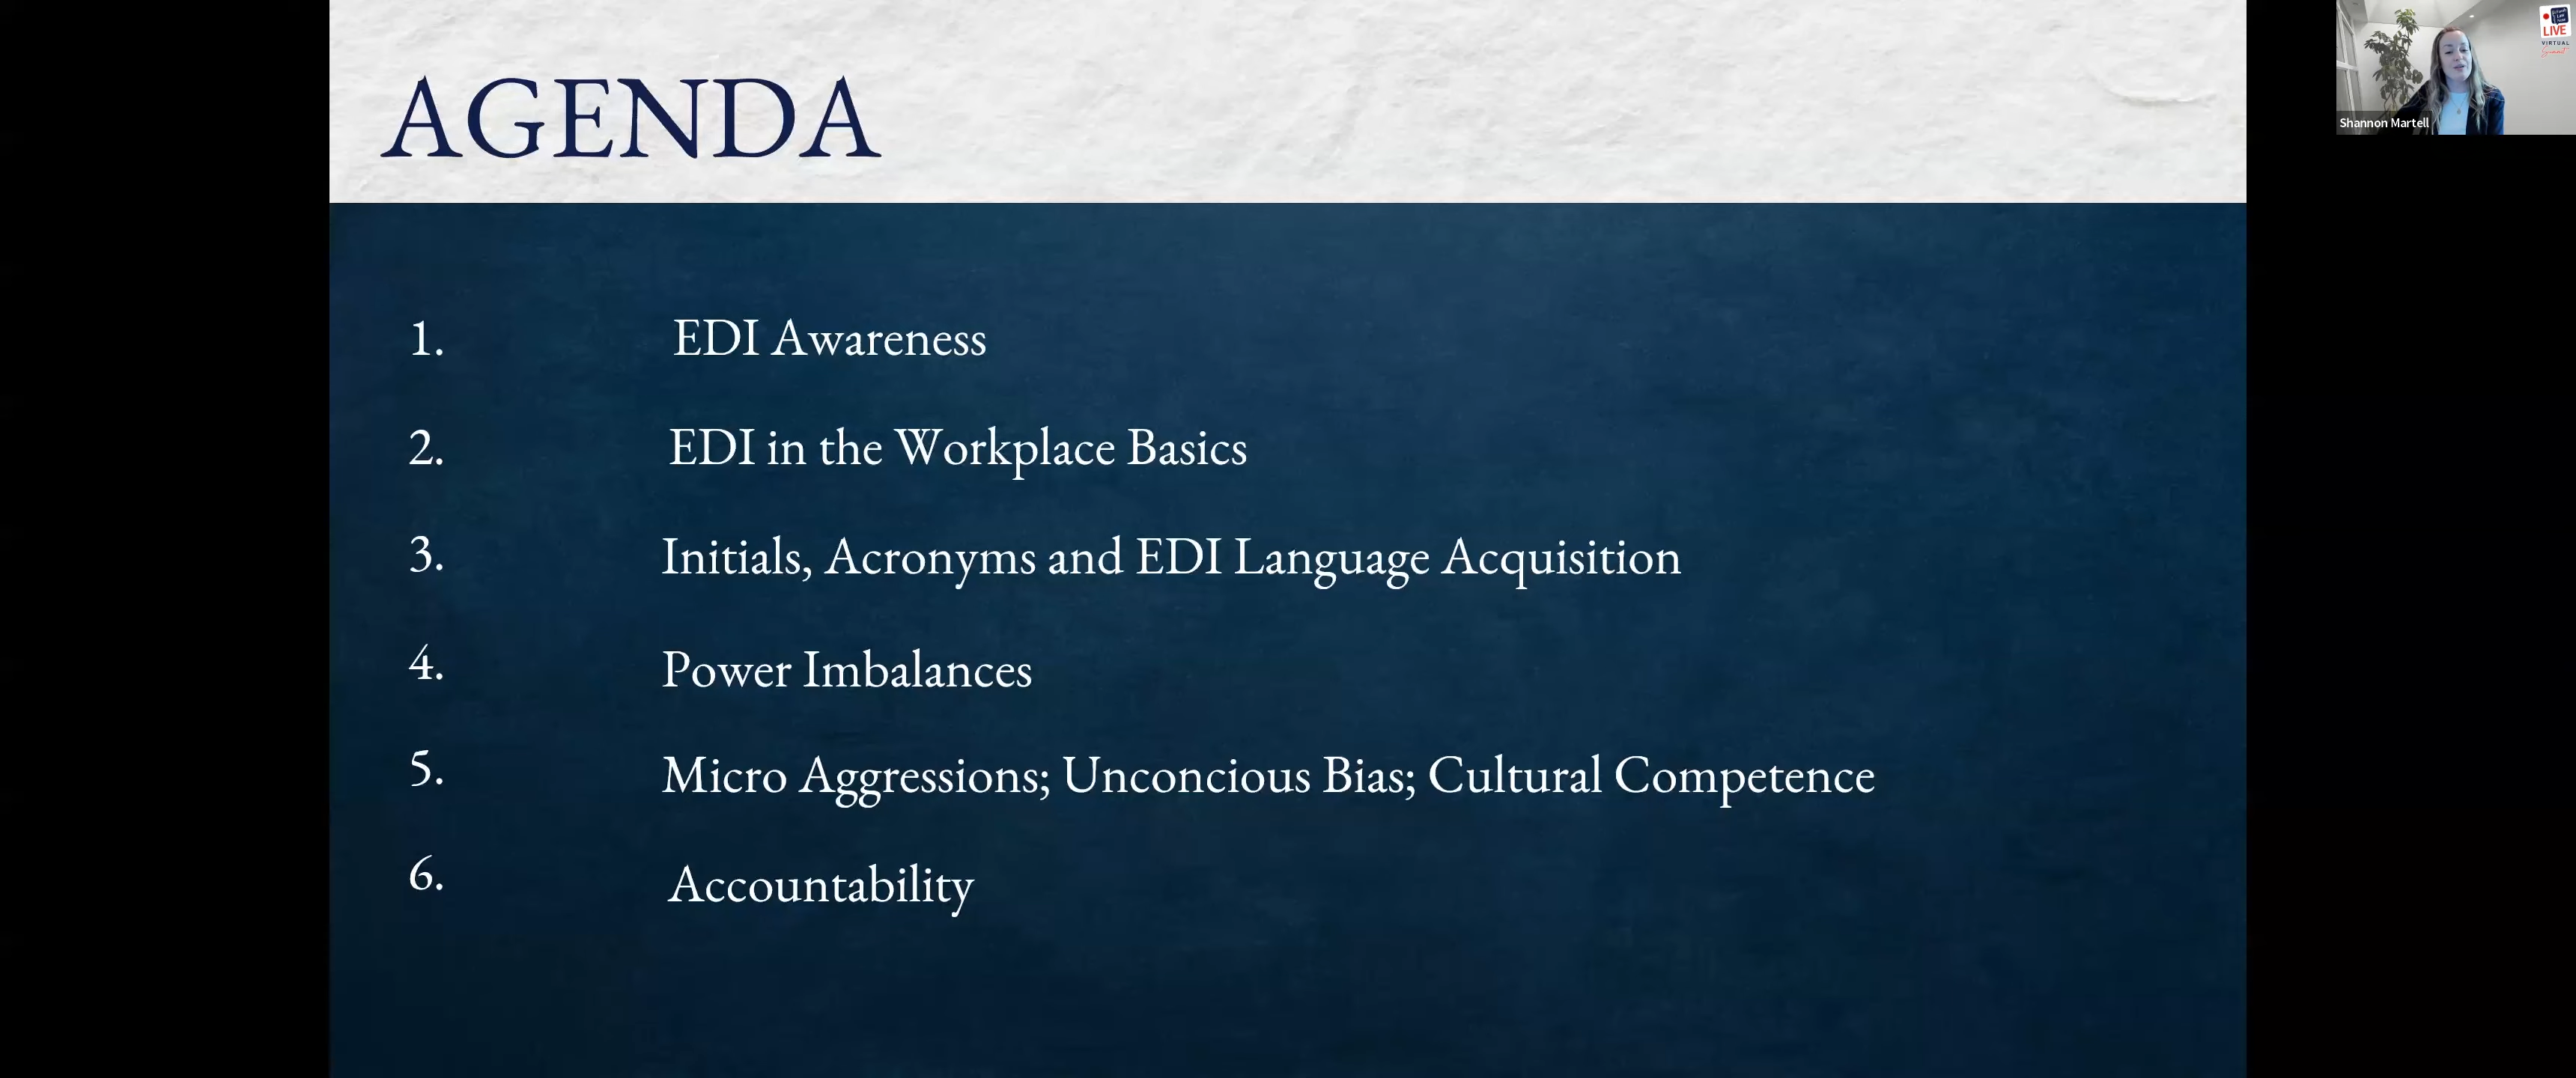 AGENDA
1. EDI Awareness
2. EDI in the Workplace Basics
3. Initials, Acronyms and EDI Language Acquisition
4. Power Imbalances
5. Micro Aggressions; Unconcious Bias; Cultural Competence
6. Accountability
LIVE
VIRTUAL
Shannon Martell